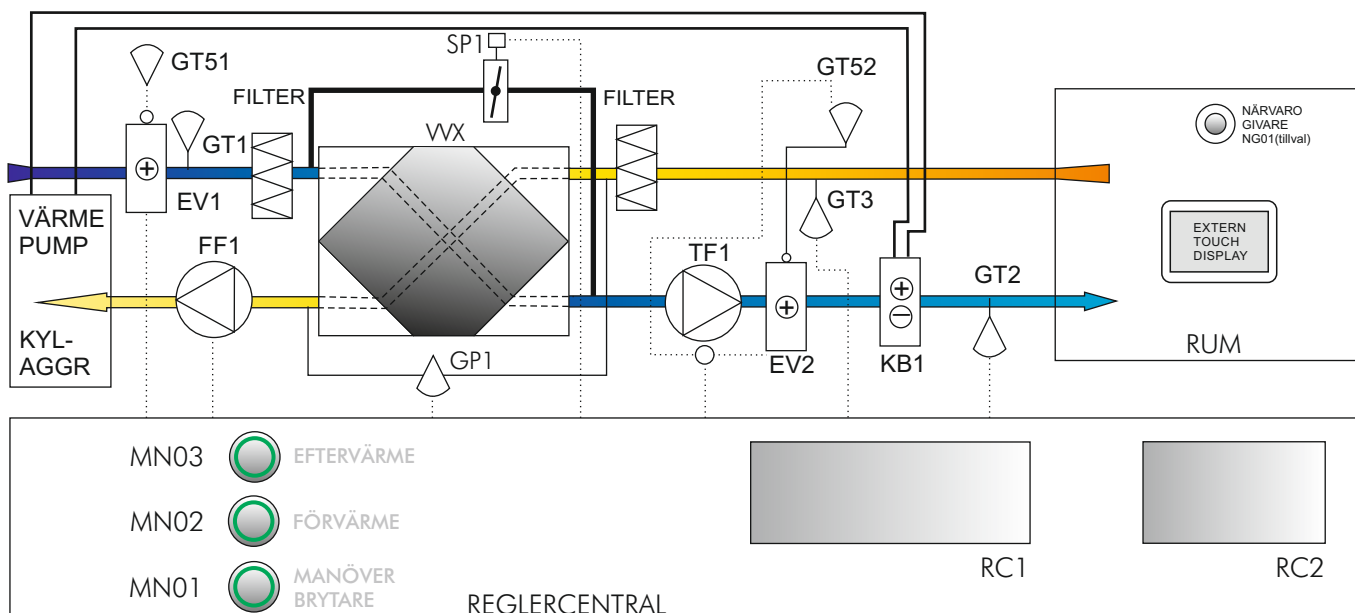 SP1
GT51
GT52
FILTER
FILTER
GT1
VVX
NÄRVARO
GIVARE
NG01(tillval)
EV1
GT3
VÄRME
PUMP
FF1
TF1
EXTERN
TOUCH
DISPLAY
GT2
KYL-
AGGR
GP1
EV2
KB1
RUM
MN03
EFTERVÄRME
MN02
FÖRVÄRME
MN01
MANÖVER
BRYTARE
REGLERCENTRAL
RC1
RC2